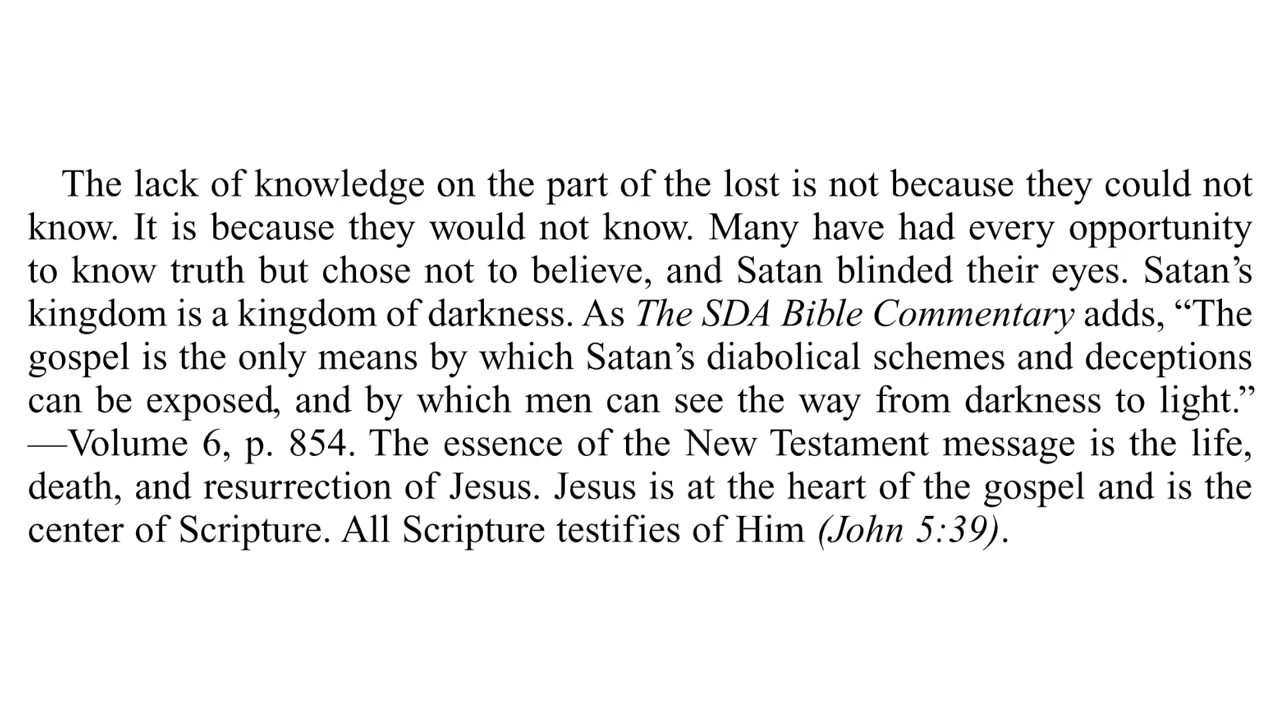 The lack of knowledge on the part of the lost is not because they could not
know. It is because they would not know. Many have had every opportunity
to know truth but chose not to believe, and Satan blinded their eyes. Satan’s
kingdom is a kingdom of darkness. As The SDA Bible Commentary adds, “The
gospel is the only means by which Satan’s diabolical schemes and deceptions
can be exposed, and by which men can see the way from darkness to light.”
—Volume 6, p. 854. The essence of the New Testament message is the life,
death, and resurrection of Jesus. Jesus is at the heart of the gospel and is the
center of Scripture. All Scripture testifies of Him (John 5:39).